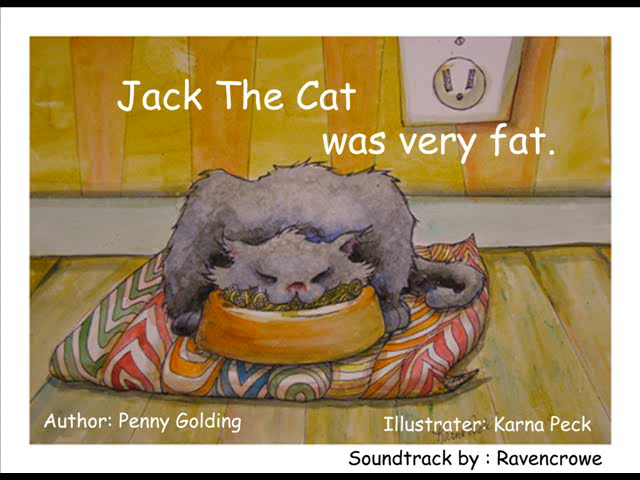 Jack The Cat
was very fat.
Author: Penny Golding
Illustrater: Karna Peck
Soundtrack by : Ravencrowe